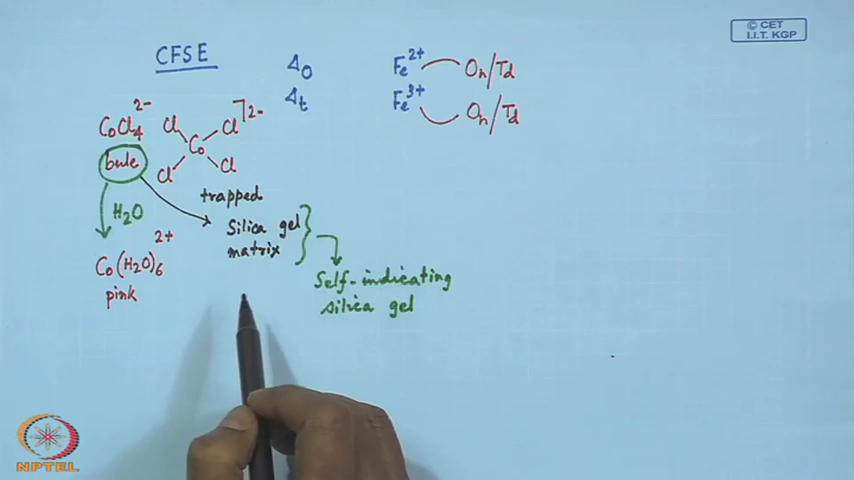 © CET
I.I.T. KGP
CFSE
Δo
Δt
Fe2+ Oh/Td
Fe3+ Oh/Td
CoCl4 2-
bule
Cl Cl ]2-
Co
Cl Cl
H2O
trapped
Silica gel
matrix
Co(H2O)6 2+
pink
Self-indicating
silica gel
NPTEL